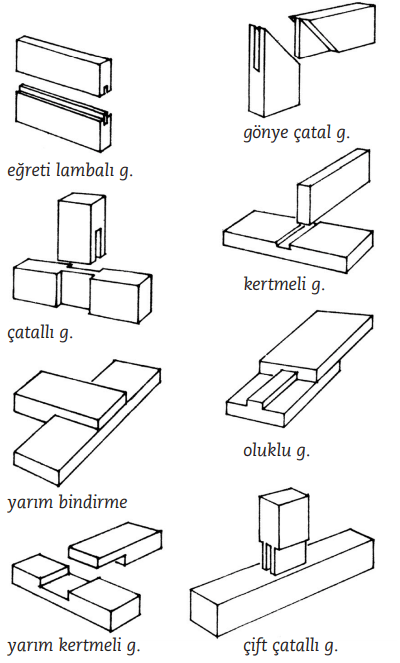 eğreti lambalı g.
gönye çatal g.
çatallı g.
kertmeli g.
yarım bindirme
oluklu g.
yarım kertmeli g.
çift çatallı g.